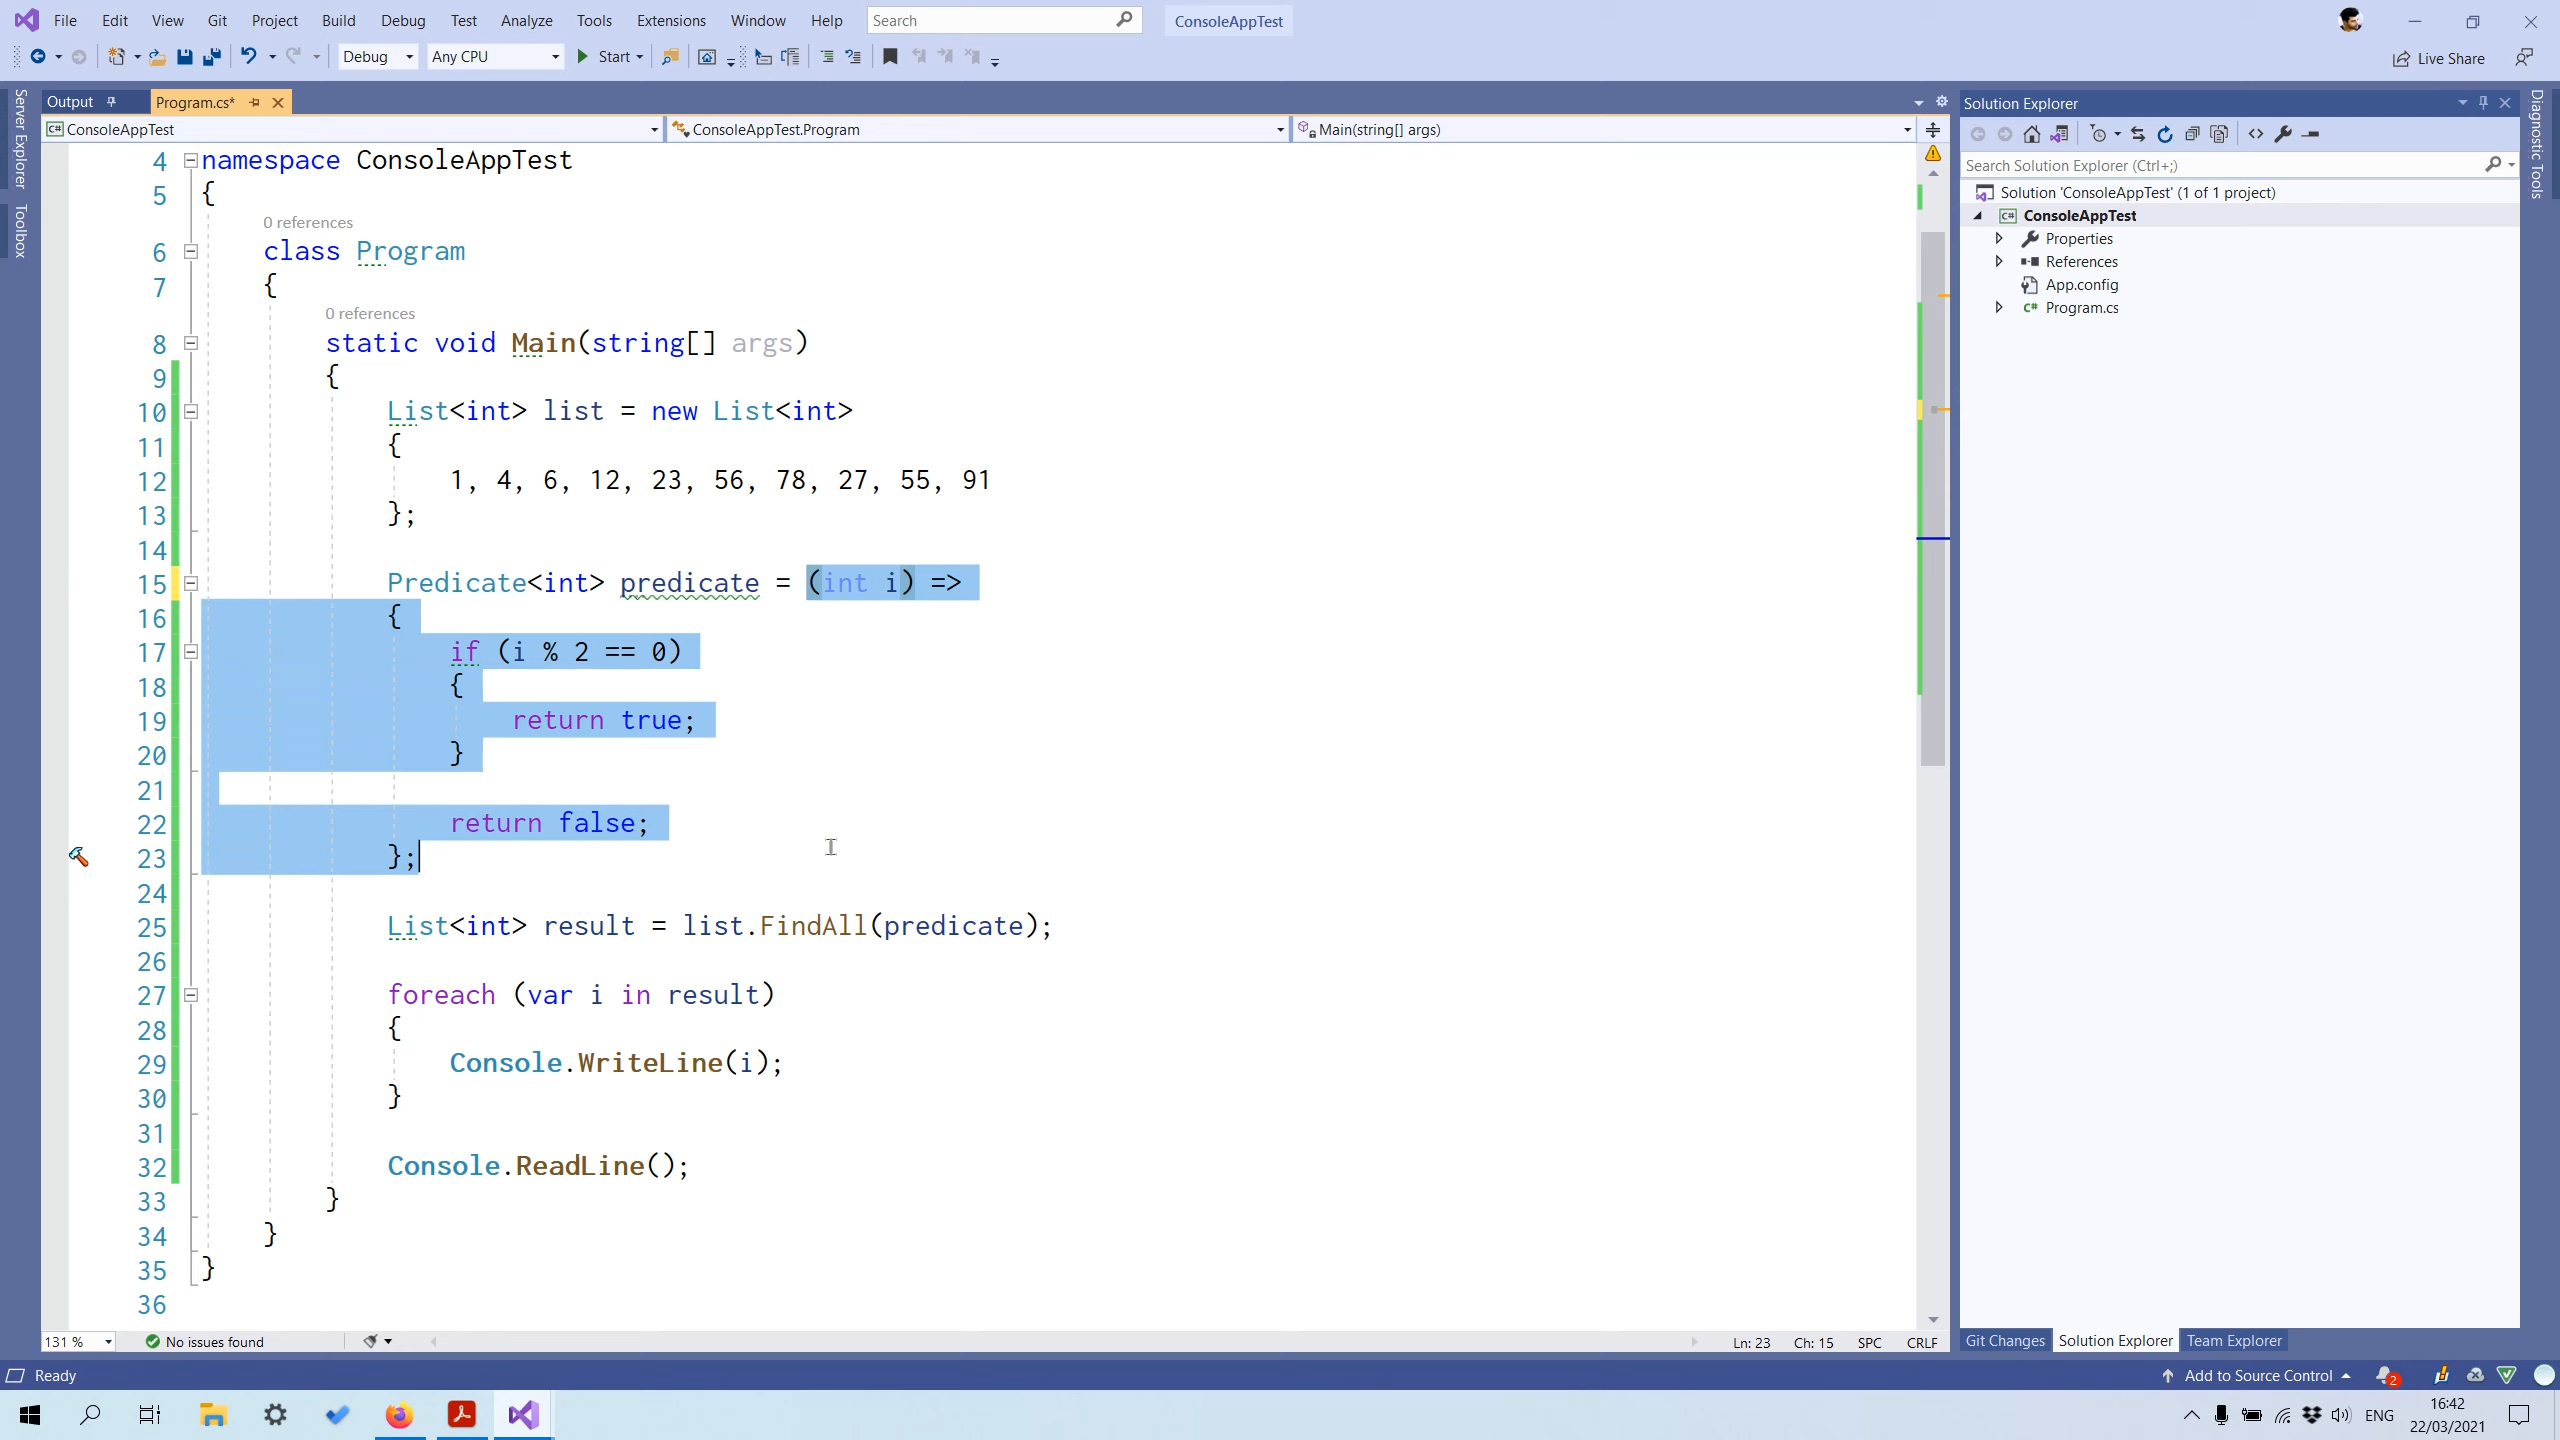 File Edit View Git Project Build Debug Test Analyze Tools Extensions Window Help Search ConsoleAppTest
Debug Any CPU Start Live Share
Server Explorer
Toolbox
Output Program.cs*
ConsoleAppTest ConsoleAppTest.Program Main(string[] args)
4 namespace ConsoleAppTest
5 {
0 references
6 class Program
7 {
0 references
8 static void Main(string[] args)
9 {
10 List<int> list = new List<int>
11 {
12 1, 4, 6, 12, 23, 56, 78, 27, 55, 91
13 };
14
15 Predicate<int> predicate = (int i) =>
16 {
17 if (i % 2 == 0)
18 {
19 return true;
20 }
21
22 return false;
23 };
24
25 List<int> result = list.FindAll(predicate);
26
27 foreach (var i in result)
28 {
29 Console.WriteLine(i);
30 }
31
32 Console.ReadLine();
33 }
34 }
35 }
36
131 % No issues found Ln: 23 Ch: 15 SPC CRLF
Solution Explorer
Search Solution Explorer (Ctrl+;)
Solution 'ConsoleAppTest' (1 of 1 project)
C# ConsoleAppTest
Properties
References
App.config
C# Program.cs
Git Changes Solution Explorer Team Explorer
Diagnostic Tools
Ready Add to Source Control 2
ENG 16:42
22/03/2021